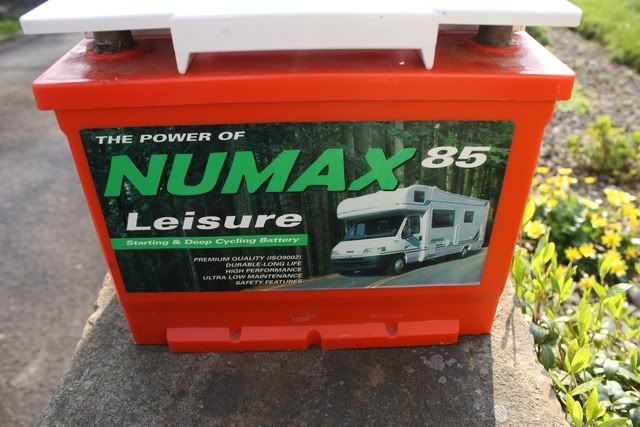 THE POWER OF
NUMAX 85
Leisure
Starting & Deep Cycling Battery
PREMIUM QUALITY (ISO9002)
DURABLE-LONG LIFE
HIGH PERFORMANCE
ULTRA LOW MAINTENANCE
SAFETY FEATURES